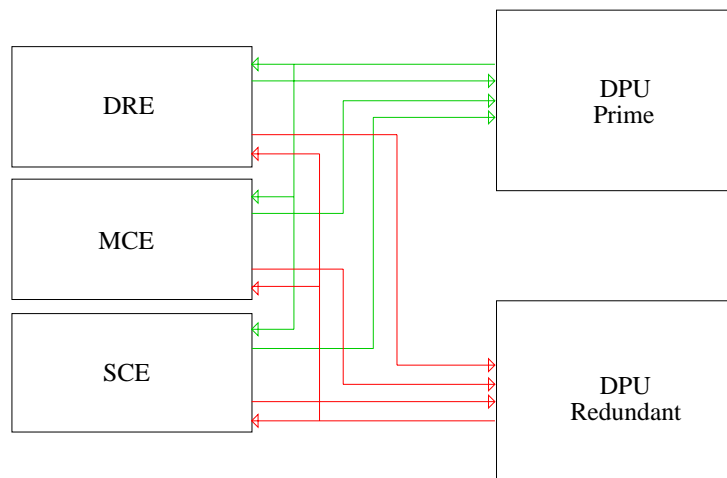 DRE
DPU
Prime
MCE
SCE
DPU
Redundant